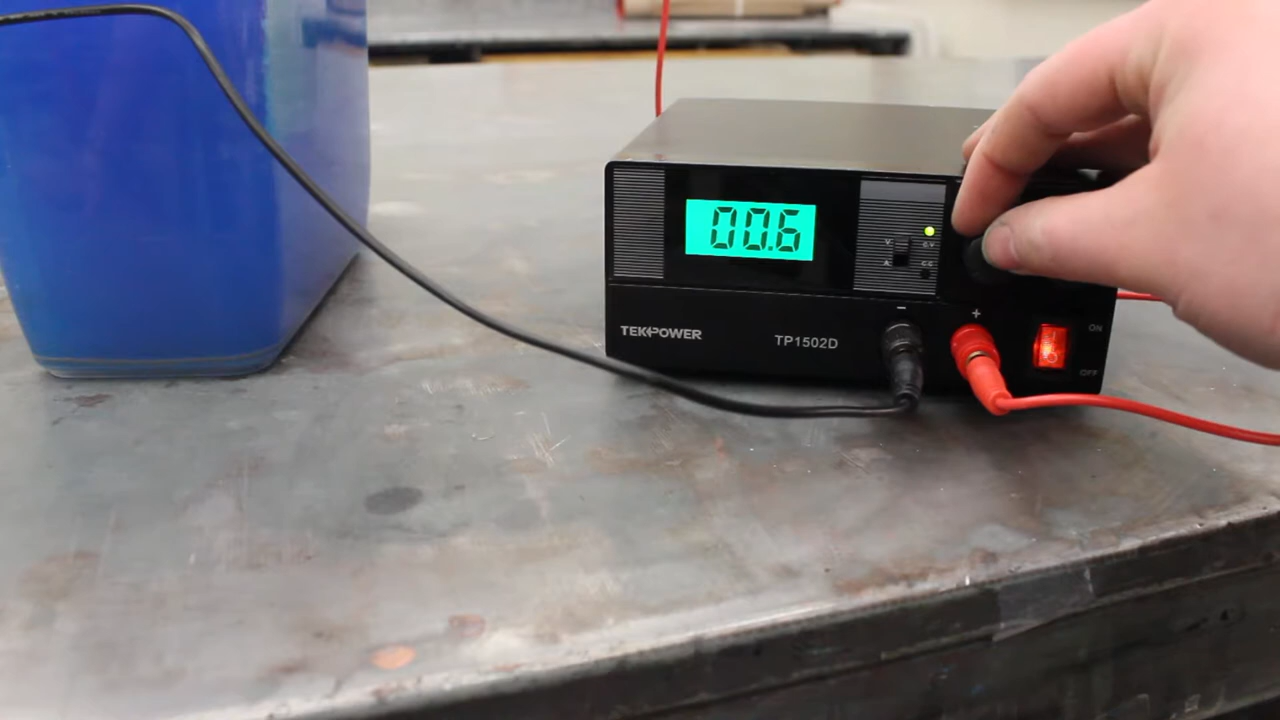 00.6
V
C.V
A
C.C
− +
TEKPOWER
TP1502D
ON
OFF